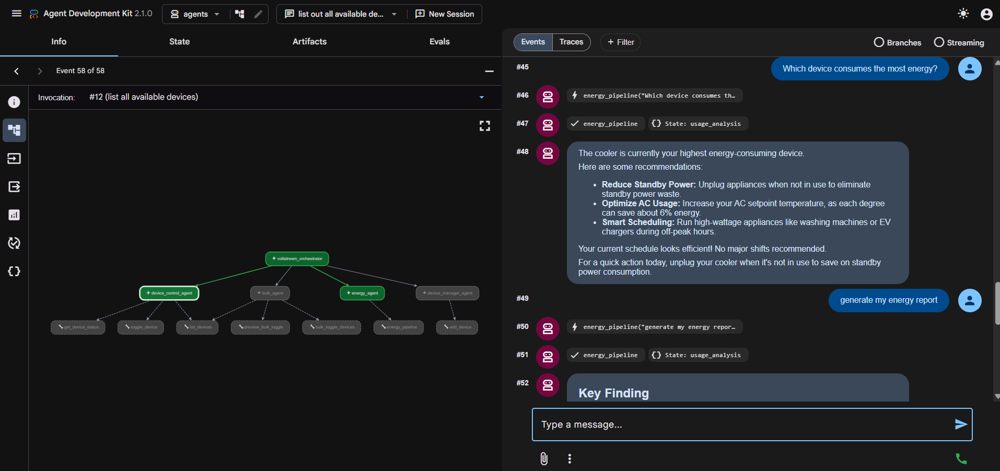 Agent Development Kit 2.1.0
agents
list out all available de...
New Session
Info
State
Artifacts
Evals
Event 58 of 58
Invocation: #12 (list all available devices)
voltstream_orchestrator
device_control_agent
bulk_agent
energy_agent
device_manager_agent
get_device_status
toggle_device
list_devices
preview_bulk_toggle
bulk_toggle_devices
energy_pipeline
add_device
Events
Traces
+ Filter
Branches
Streaming
#45
Which device consumes the most energy?
#46
energy_pipeline("Which device consumes th…
#47
energy_pipeline
{} State: usage_analysis
#48
The cooler is currently your highest energy-consuming device.
Here are some recommendations:
• Reduce Standby Power: Unplug appliances when not in use to eliminate
standby power waste.
• Optimize AC Usage: Increase your AC setpoint temperature, as each degree
can save about 6% energy.
• Smart Scheduling: Run high-wattage appliances like washing machines or EV
chargers during off-peak hours.
Your current schedule looks efficient! No major shifts recommended.
For a quick action today, unplug your cooler when it's not in use to save on standby
power consumption.
#49
generate my energy report
#50
energy_pipeline("generate my energy repor…
#51
energy_pipeline
{} State: usage_analysis
#52
Key Finding
Type a message...